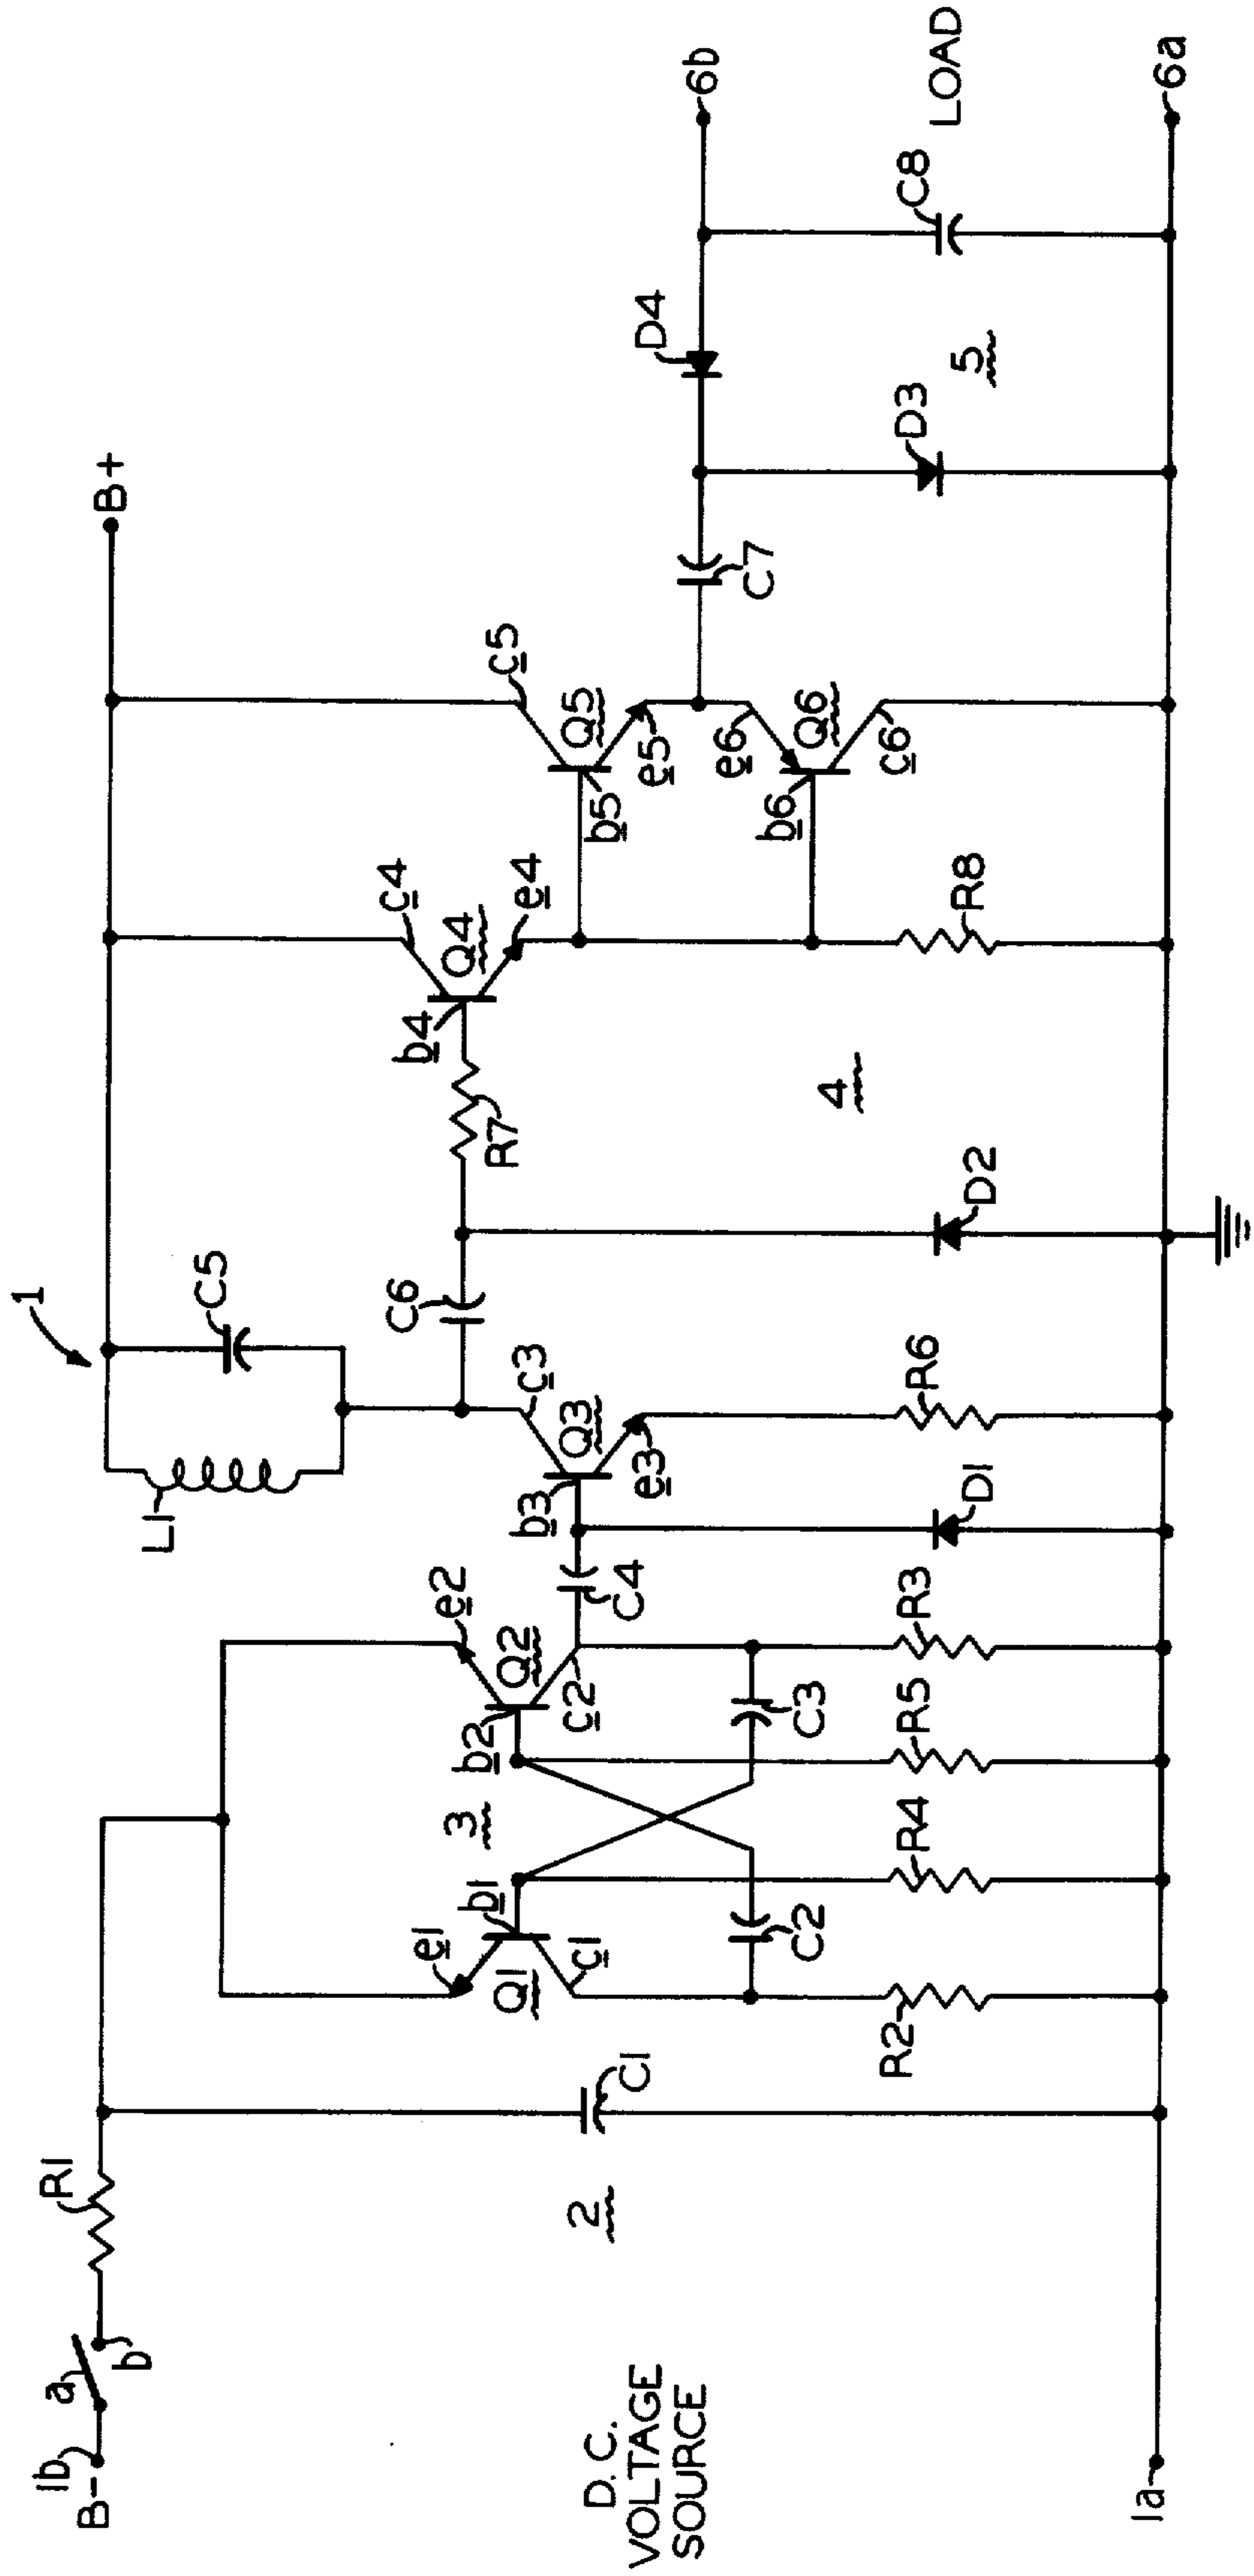 1
B-
1b
a
b
R1
C1
2
D. C.
VOLTAGE
SOURCE
1a
e1
b1
Q1
c1
R2
C2
3
R4
R5
C3
b2
e2
Q2
c2
C4
R3
D1
L1
C5
b3
c3
Q3
e3
R6
C6
D2
R7
4
b4
c4
Q4
e4
R8
B+
b5
c5
Q5
e5
b6
e6
Q6
c6
C7
D3
D4
5
C8
6b
LOAD
6a